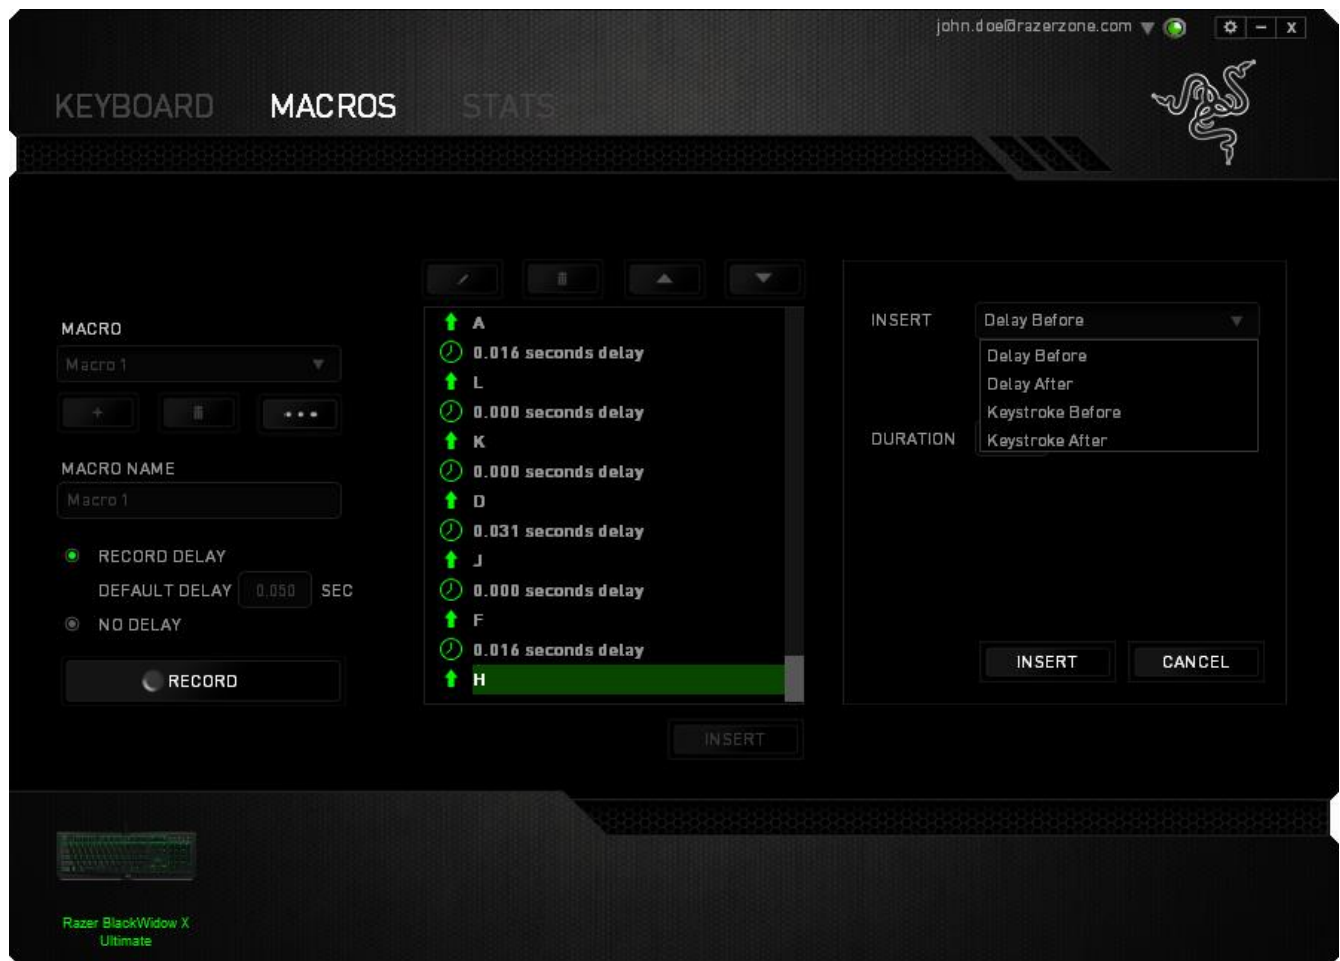 john.doe@razerzone.com
KEYBOARD MACROS STATS
MACRO
Macro 1
MACRO NAME
Macro 1
RECORD DELAY
DEFAULT DELAY 0.050 SEC
NO DELAY
RECORD
A
0.016 seconds delay
L
0.000 seconds delay
K
0.000 seconds delay
D
0.031 seconds delay
J
0.000 seconds delay
F
0.016 seconds delay
H
INSERT
INSERT Delay Before
Delay Before
Delay After
Keystroke Before
DURATION Keystroke After
INSERT CANCEL
Razer BlackWidow X
Ultimate